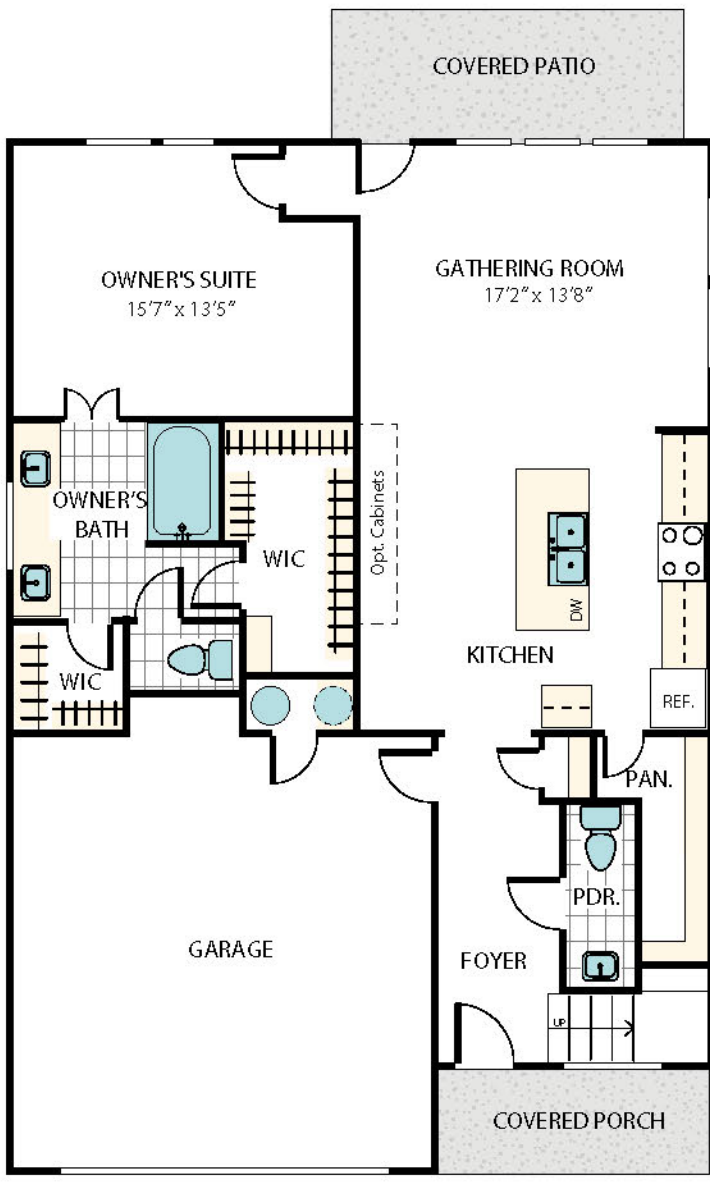 COVERED PATIO
OWNER'S SUITE
15'7" x 13'5"
GATHERING ROOM
17'2" x 13'8"
OWNER'S
BATH
WIC
Opt. Cabinets
DW
KITCHEN
WIC
REF.
PAN.
PDR.
GARAGE
FOYER
UP
COVERED PORCH